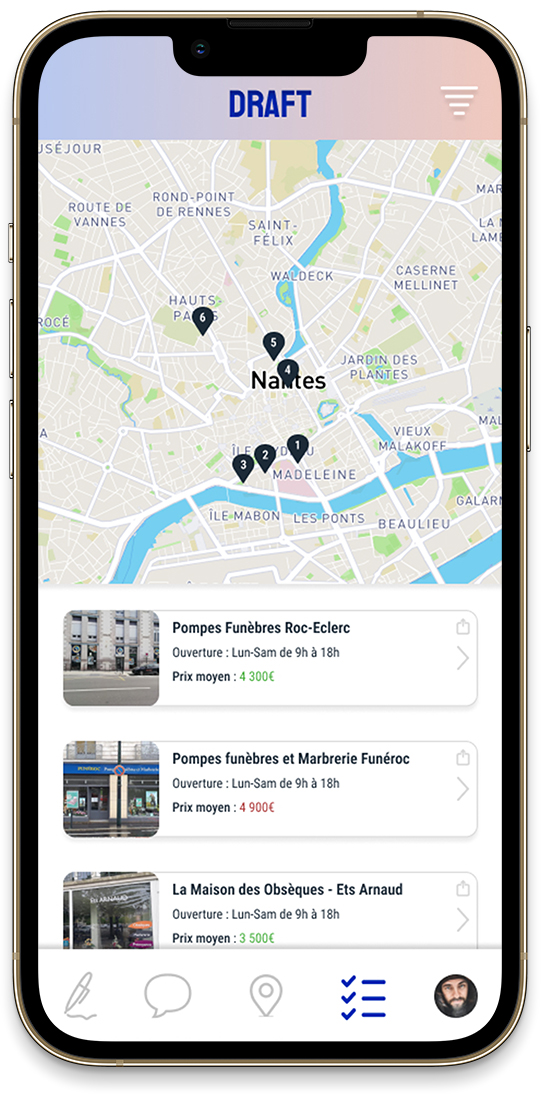 DRAFT
USÉJOUR
ROND-POINT
DE RENNES
ROUTE DE
VANNES
SAINT-
FÉLIX
MAR
LA
LAME
WALDECK
CASERNE
MELLINET
HAUTS
6
ROCÉ
5
4
Nantes
JARDIN DES
PLANTES
MAL
A
VIEUX
MALAKOFF
1
2
3
MADELEINE
GALARN
ÎLE MABON
LES PONTS
BEAULIEU
Pompes Funèbres Roc-Eclerc
Ouverture : Lun-Sam de 9h à 18h
Prix moyen : 4 300€
Pompes funèbres et Marbrerie Funéroc
Ouverture : Lun-Sam de 9h à 18h
Prix moyen : 4 900€
La Maison des Obsèques - Ets Arnaud
Ouverture : Lun-Sam de 9h à 18h
Prix moyen : 3 500€